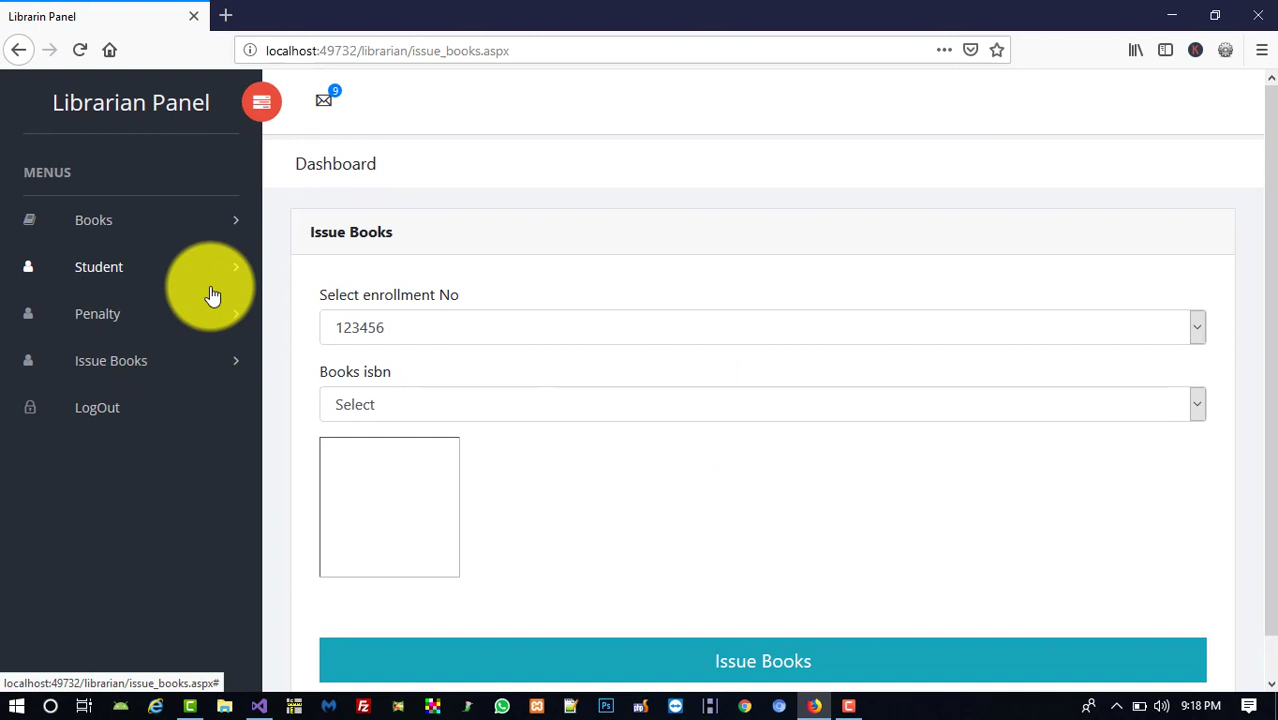 Librarin Panel
localhost:49732/librarian/issue_books.aspx
Librarian Panel
9
MENUS
Dashboard
Books
Issue Books
Student
Select enrollment No
Penalty
123456
Issue Books
Books isbn
LogOut
Select
Issue Books
localhost:49732/librarian/issue_books.aspx#
9:18 PM